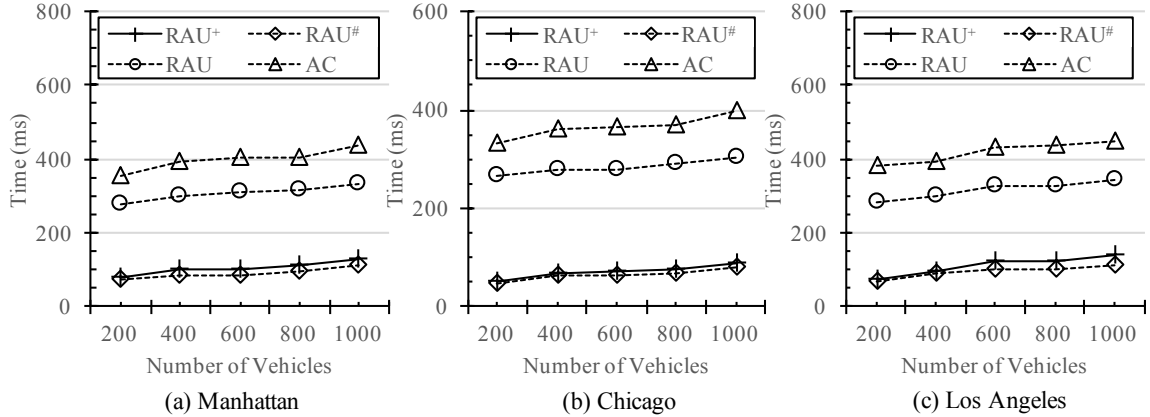 800
600
400
200
0
Time (ms)
RAU+ RAU#
RAU AC
200 400 600 800 1000
Number of Vehicles
(a) Manhattan
600
400
200
0
Time (ms)
RAU+ RAU#
RAU AC
200 400 600 800 1000
Number of Vehicles
(b) Chicago
800
600
400
200
0
Time (ms)
RAU+ RAU#
RAU AC
200 400 600 800 1000
Number of Vehicles
(c) Los Angeles